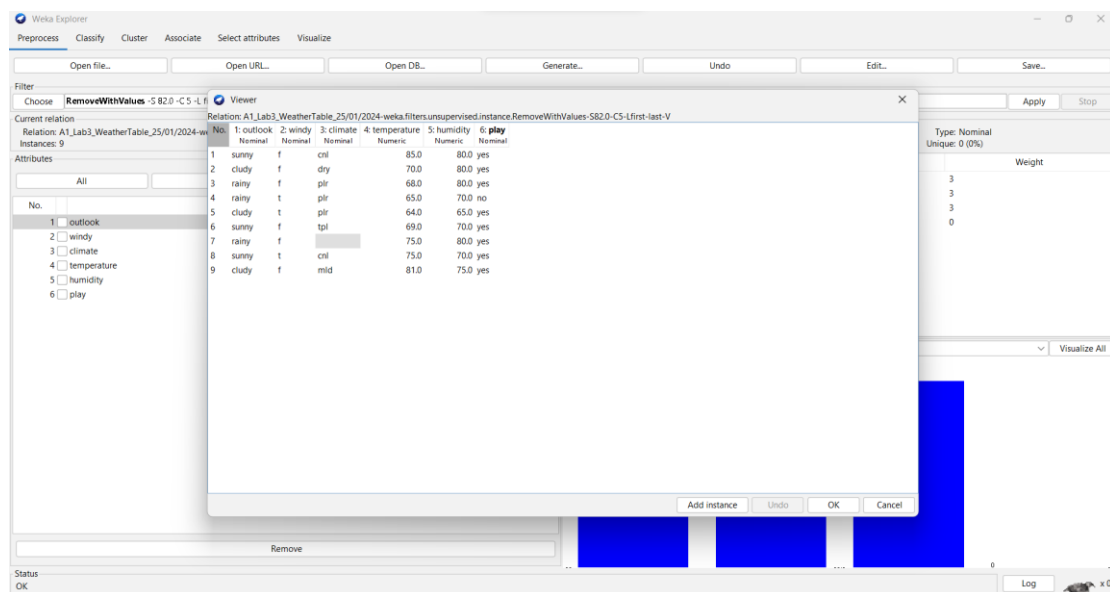 Weka Explorer
Preprocess Classify Cluster Associate Select attributes Visualize
Open file... Open URL... Open DB... Generate... Undo Edit... Save...
Filter
Choose RemoveWithValues -S 82.0 -C 5 -L fi Apply Stop
Viewer
Relation: A1_Lab3_WeatherTable_25/01/2024-weka.filters.unsupervised.instance.RemoveWithValues-S82.0-C5-Lfirst-last-V
Current relation
Relation: A1_Lab3_WeatherTable_25/01/2024-we
Instances: 9
Type: Nominal
Unique: 0 (0%)
Attributes
All
Weight
No.
1 outlook
2 windy
3 climate
4 temperature
5 humidity
6 play
3
3
3
0
No. 1: outlook 2: windy 3: climate 4: temperature 5: humidity 6: play
Nominal Nominal Nominal Numeric Numeric Nominal
1 sunny f cnl 85.0 80.0 yes
2 cludy f dry 70.0 80.0 yes
3 rainy f plr 68.0 80.0 yes
4 rainy t plr 65.0 70.0 no
5 cludy t plr 64.0 65.0 yes
6 sunny f tpl 69.0 70.0 yes
7 rainy f 75.0 80.0 yes
8 sunny t cnl 75.0 70.0 yes
9 cludy f mld 81.0 75.0 yes
Visualize All
Add instance Undo OK Cancel
Remove
0
Status
OK
Log x 0